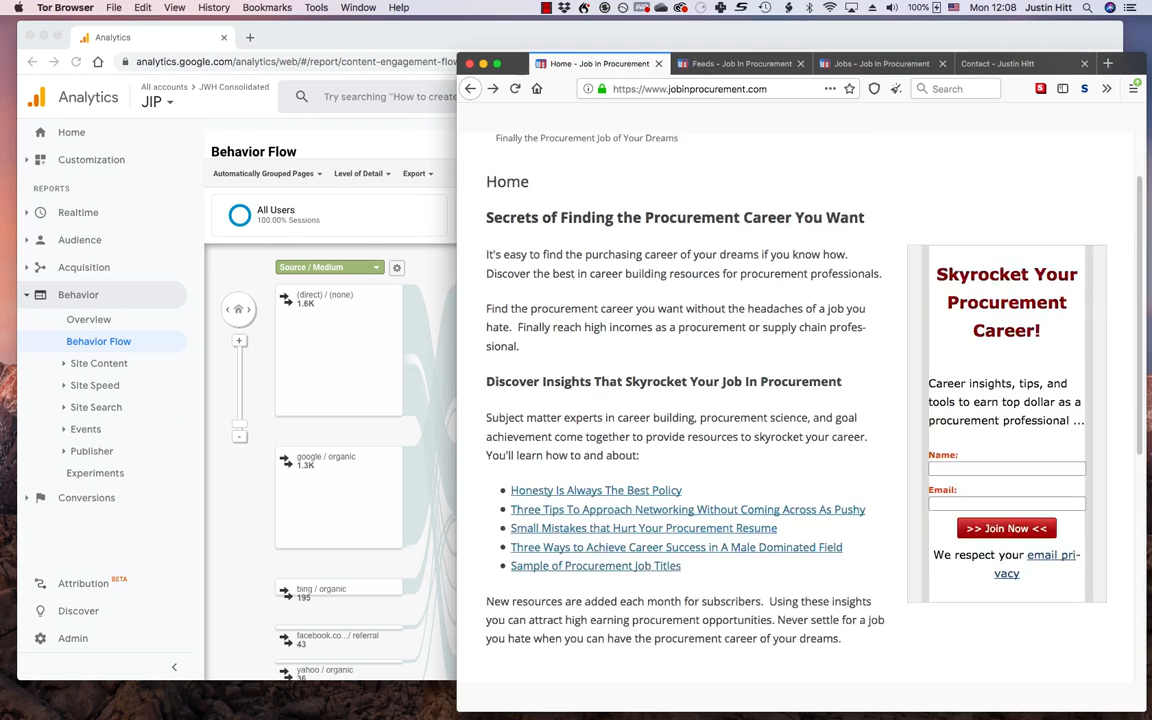 Tor Browser File Edit View History Bookmarks Tools Window Help 100% Mon 12:08 Justin Hitt
Analytics
analytics.google.com/analytics/web/#/report/content-engagement-flow
Analytics
All accounts > JWH Consolidated
JIP
Try searching "How to create
Home
Customization
REPORTS
Realtime
Audience
Acquisition
Behavior
Overview
Behavior Flow
Site Content
Site Speed
Site Search
Events
Publisher
Experiments
Conversions
Attribution BETA
Discover
Admin
Behavior Flow
Automatically Grouped Pages Level of Detail Export
All Users
100.00% Sessions
Source / Medium
(direct) / (none)
1.6K
google / organic
1.3K
bing / organic
195
facebook.co.../ referral
43
yahoo / organic
36
Home - Job In Procurement Feeds - Job In Procurement Jobs - Job In Procurement Contact - Justin Hitt
https://www.jobinprocurement.com Search
Finally the Procurement Job of Your Dreams
Home
Secrets of Finding the Procurement Career You Want
It's easy to find the purchasing career of your dreams if you know how.
Discover the best in career building resources for procurement professionals.
Find the procurement career you want without the headaches of a job you
hate. Finally reach high incomes as a procurement or supply chain profes-
sional.
Discover Insights That Skyrocket Your Job In Procurement
Subject matter experts in career building, procurement science, and goal
achievement come together to provide resources to skyrocket your career.
You'll learn how to and about:
Honesty Is Always The Best Policy
Three Tips To Approach Networking Without Coming Across As Pushy
Small Mistakes that Hurt Your Procurement Resume
Three Ways to Achieve Career Success in A Male Dominated Field
Sample of Procurement Job Titles
New resources are added each month for subscribers. Using these insights
you can attract high earning procurement opportunities. Never settle for a job
you hate when you can have the procurement career of your dreams.
Skyrocket Your
Procurement
Career!
Career insights, tips, and
tools to earn top dollar as a
procurement professional ...
Name:
Email:
>> Join Now <<
We respect your email pri-
vacy